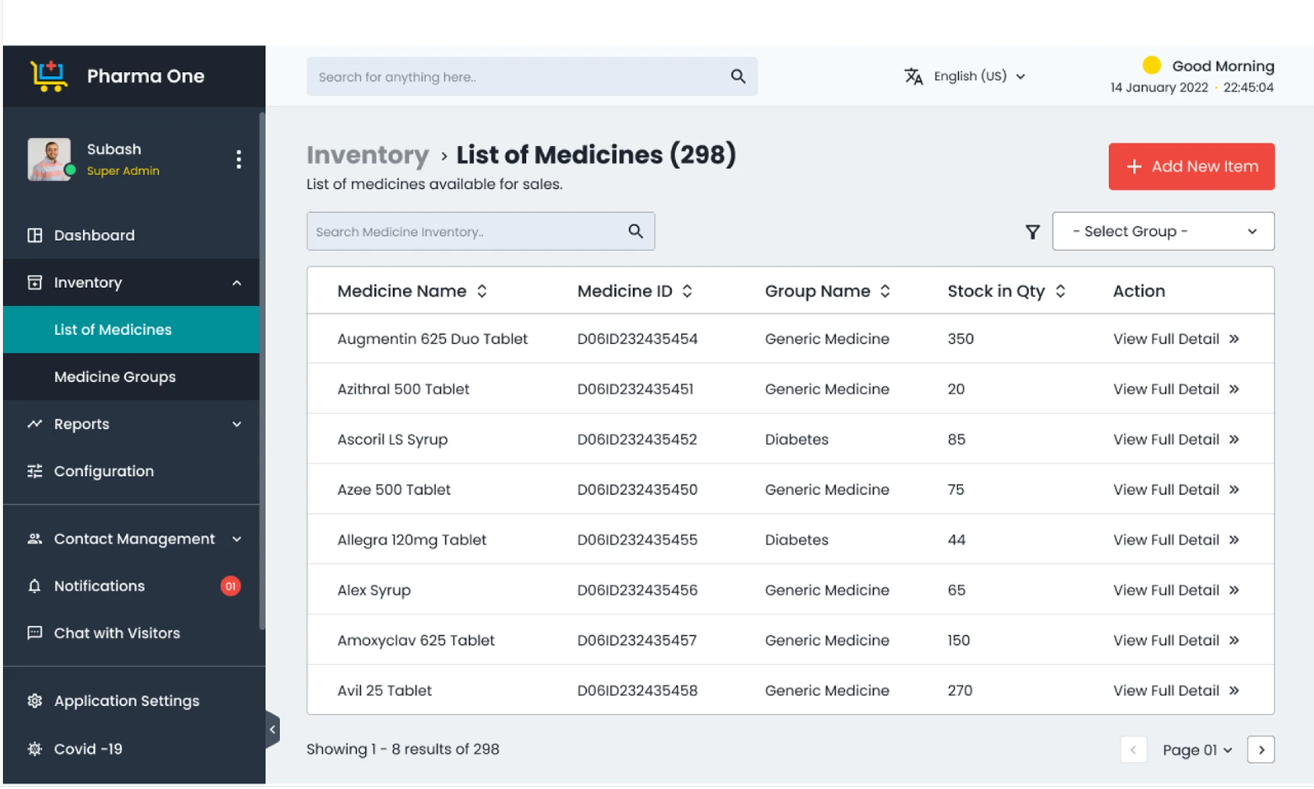 Pharma One
Search for anything here..
English (US)
Good Morning
14 January 2022 · 22:45:04
Subash
Super Admin
Dashboard
Inventory
List of Medicines
Medicine Groups
Reports
Configuration
Contact Management
Notifications 01
Chat with Visitors
Application Settings
Covid -19
Inventory › List of Medicines (298)
List of medicines available for sales.
+ Add New Item
Search Medicine Inventory..
- Select Group -
Medicine Name Medicine ID Group Name Stock in Qty Action
Augmentin 625 Duo Tablet D06ID232435454 Generic Medicine 350 View Full Detail »
Azithral 500 Tablet D06ID232435451 Generic Medicine 20 View Full Detail »
Ascoril LS Syrup D06ID232435452 Diabetes 85 View Full Detail »
Azee 500 Tablet D06ID232435450 Generic Medicine 75 View Full Detail »
Allegra 120mg Tablet D06ID232435455 Diabetes 44 View Full Detail »
Alex Syrup D06ID232435456 Generic Medicine 65 View Full Detail »
Amoxyclav 625 Tablet D06ID232435457 Generic Medicine 150 View Full Detail »
Avil 25 Tablet D06ID232435458 Generic Medicine 270 View Full Detail »
Showing 1 - 8 results of 298
‹ Page 01 ›